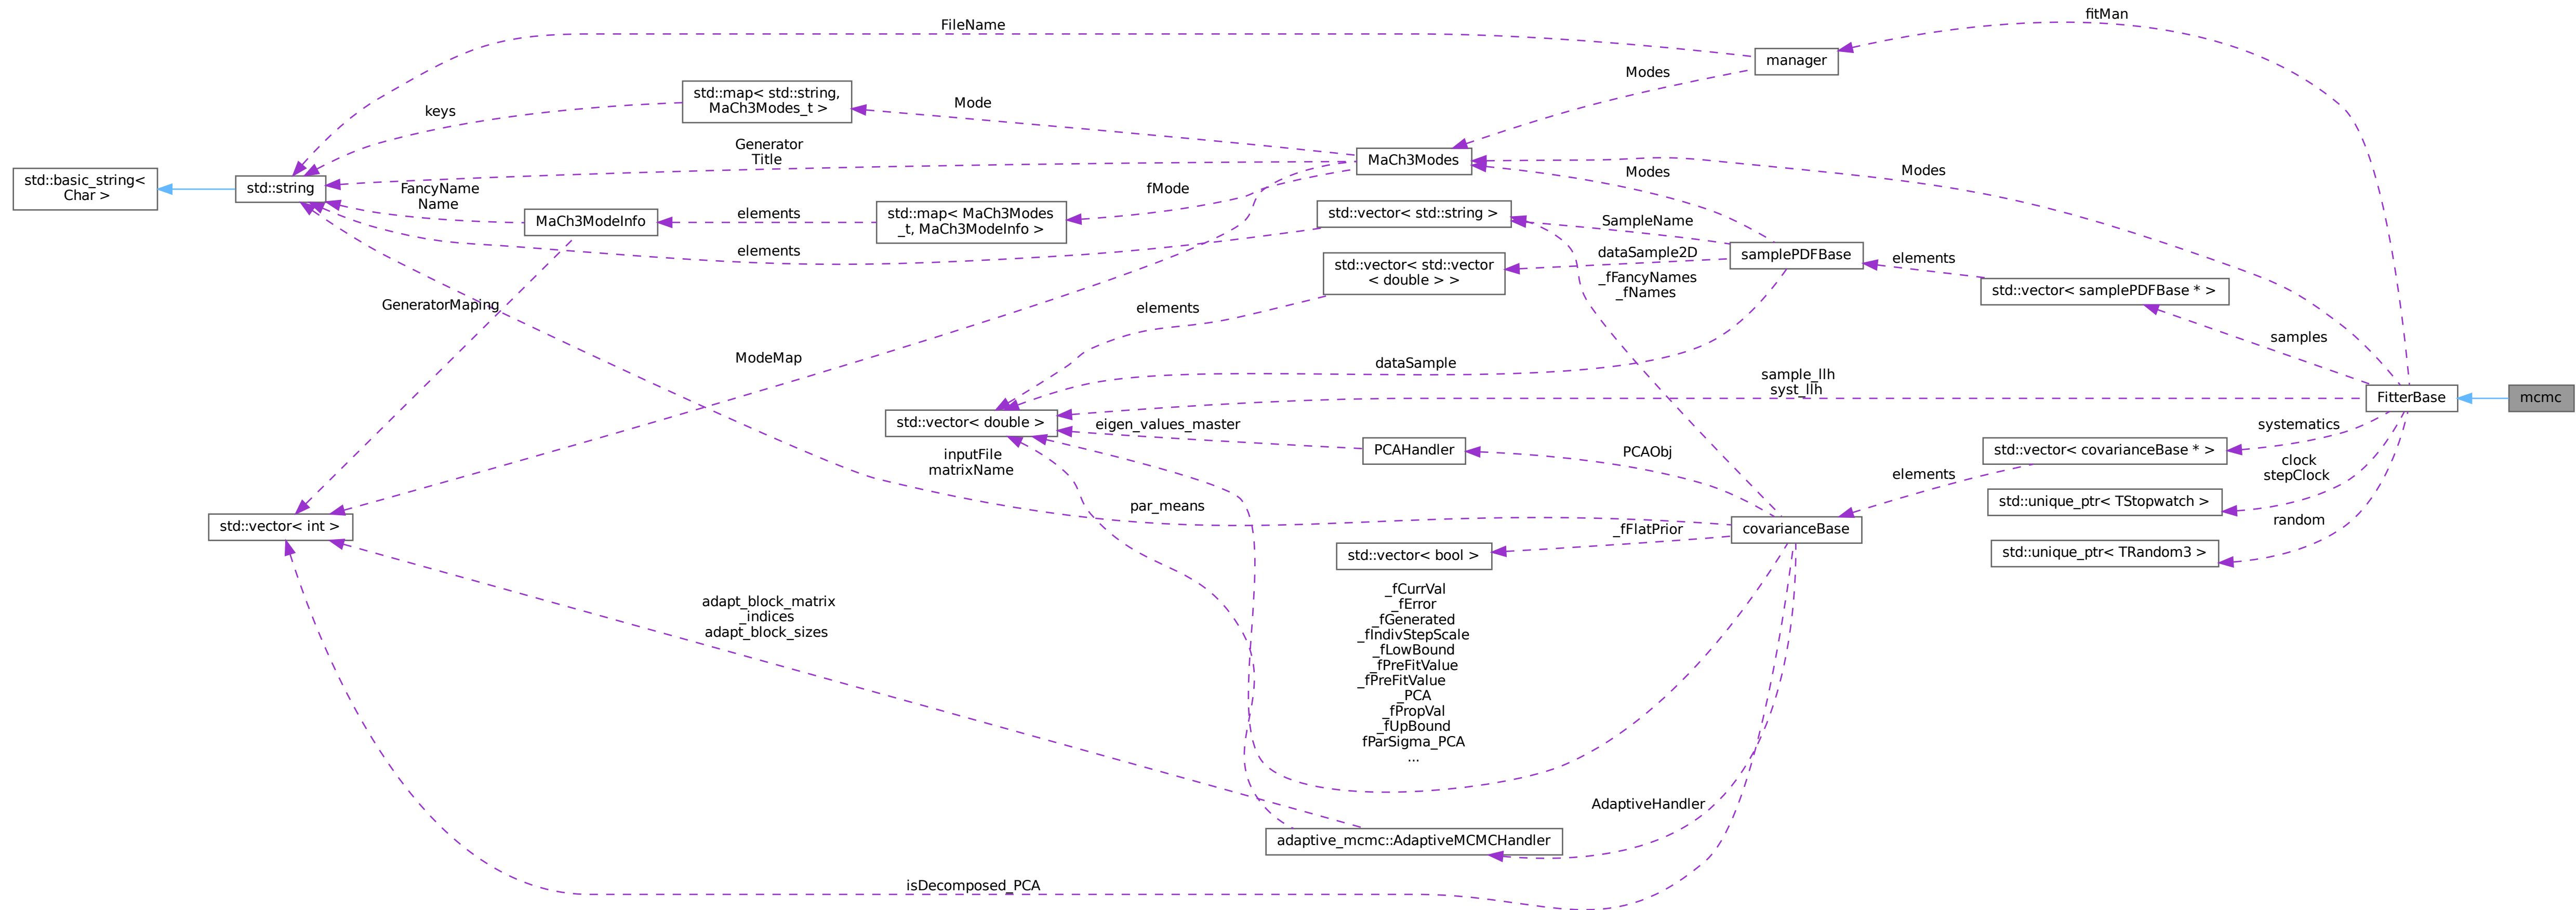 fitMan
FileName
manager
Modes
std::map< std::string,
MaCh3Modes_t >
Mode
keys
Generator
Title
MaCh3Modes
Modes
Modes
std::basic_string<
Char >
std::string
FancyName
Name
fMode
MaCh3ModeInfo
elements
std::map< MaCh3Modes
_t, MaCh3ModeInfo >
std::vector< std::string >
SampleName
elements
samplePDFBase
elements
dataSample2D
std::vector< std::vector
< double > >
_fFancyNames
_fNames
std::vector< samplePDFBase * >
GeneratorMaping
elements
samples
ModeMap
dataSample
sample_llh
syst_llh
FitterBase
mcmc
std::vector< double >
eigen_values_master
systematics
inputFile
matrixName
PCAHandler
PCAObj
std::vector< covarianceBase * >
elements
clock
stepClock
std::unique_ptr< TStopwatch >
par_means
random
std::vector< int >
covarianceBase
_fFlatPrior
std::vector< bool >
std::unique_ptr< TRandom3 >
_fCurrVal
_fError
_fGenerated
_fIndivStepScale
_fLowBound
_fPreFitValue
_fPreFitValue
_PCA
_fPropVal
_fUpBound
fParSigma_PCA
...
adapt_block_matrix
_indices
adapt_block_sizes
AdaptiveHandler
adaptive_mcmc::AdaptiveMCMCHandler
isDecomposed_PCA